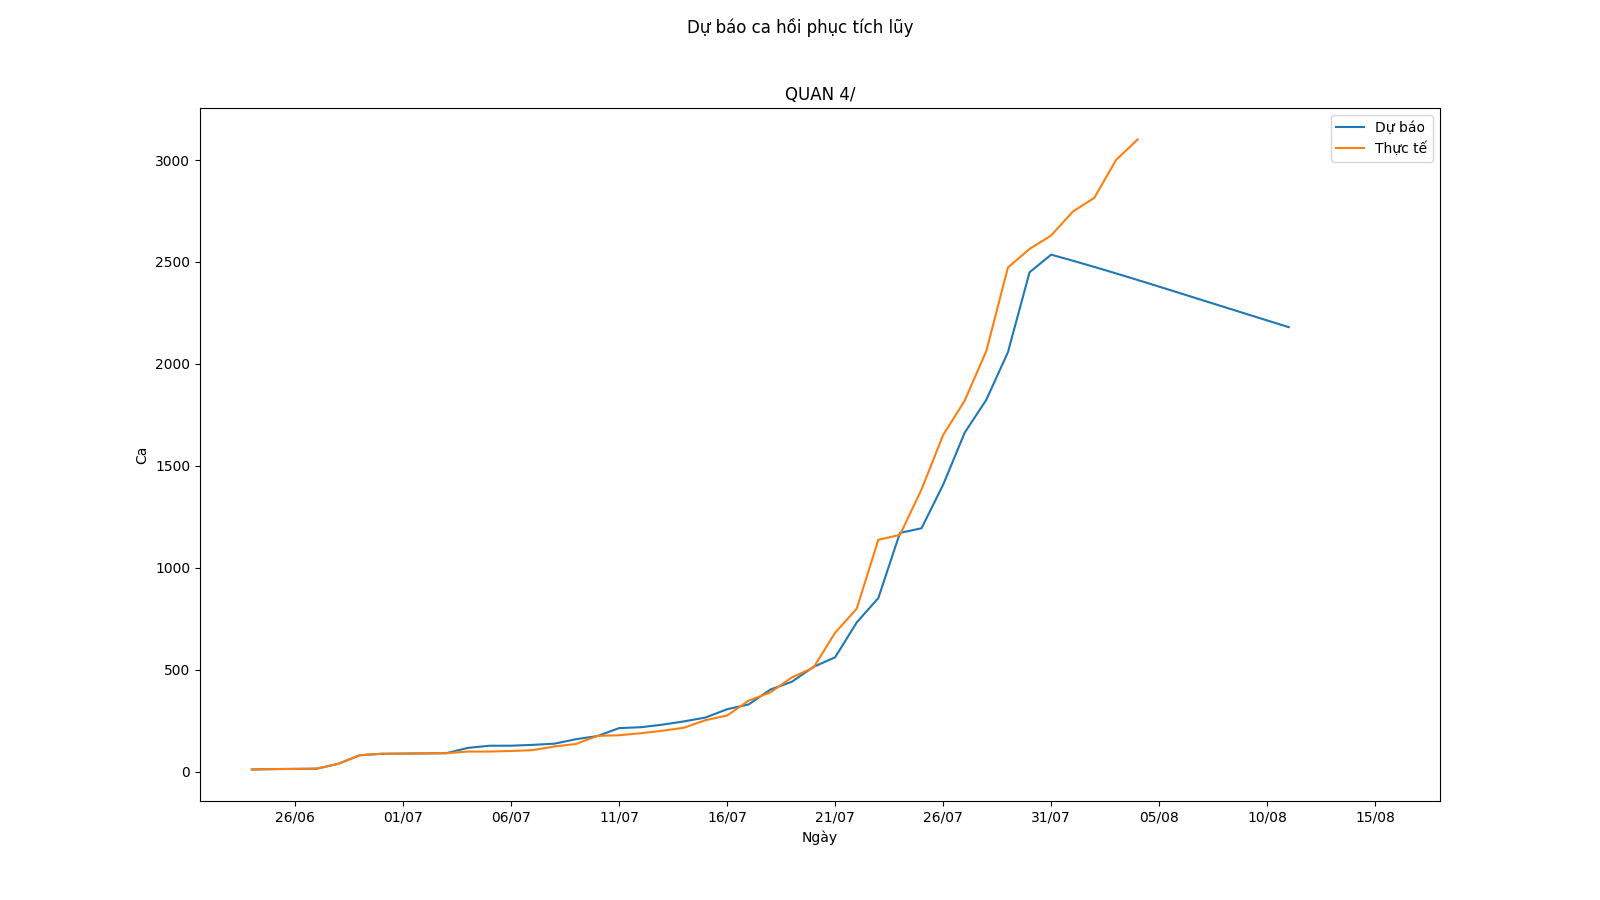 Dự báo ca hồi phục tích lũy
QUAN 4/
Dự báo
Thực tế
3000
2500
2000
1500
1000
500
0
Ca
26/06 01/07 06/07 11/07 16/07 21/07 26/07 31/07 05/08 10/08 15/08
Ngày